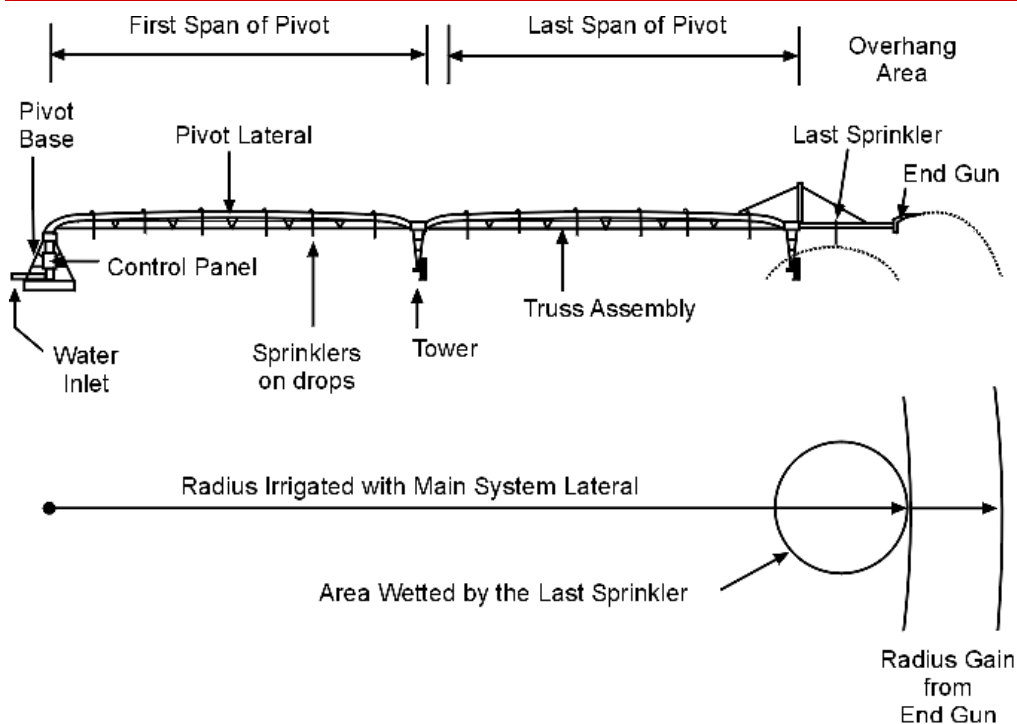 First Span of Pivot
Last Span of Pivot
Overhang
Area
Pivot
Base
Pivot Lateral
Last Sprinkler
End Gun
Control Panel
Truss Assembly
Water
Inlet
Sprinklers
on drops
Tower
Radius Irrigated with Main System Lateral
Area Wetted by the Last Sprinkler
Radius Gain
from
End Gun